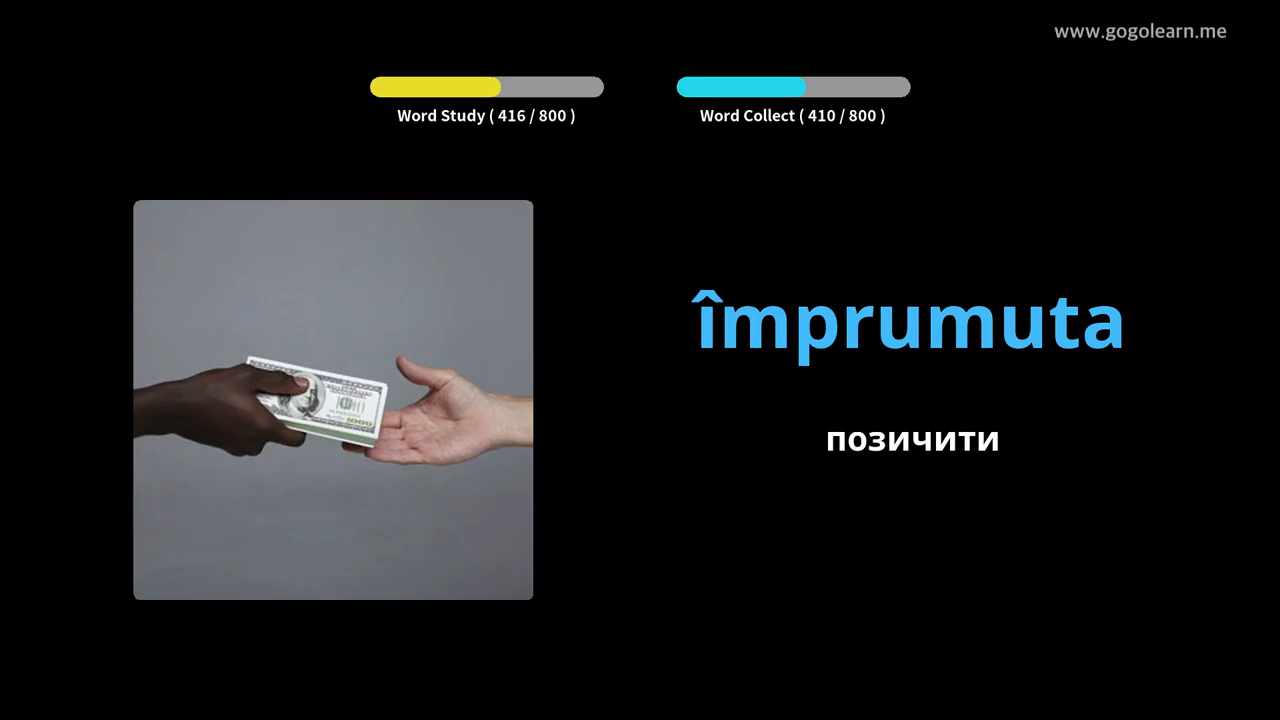 www.gogolearn.me
Word Study ( 416 / 800 )
Word Collect ( 410 / 800 )
împrumuta
позичити